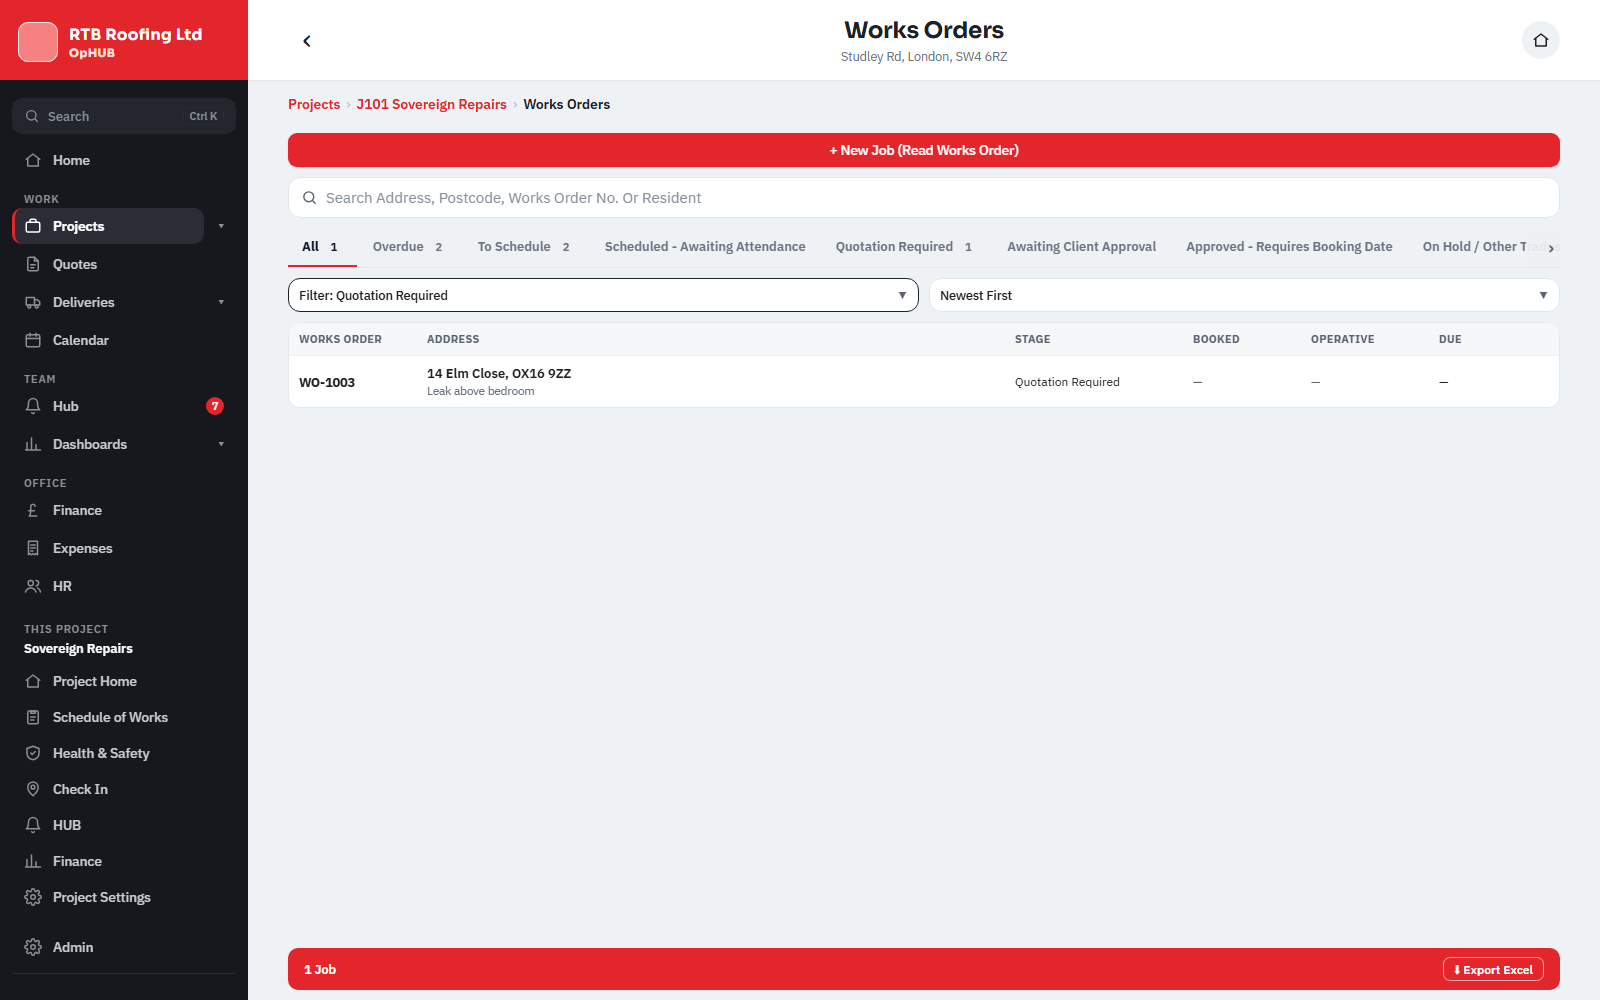 RTB Roofing Ltd
OpHUB
Search Ctrl K
Home
WORK
Projects
Quotes
Deliveries
Calendar
TEAM
Hub 7
Dashboards
OFFICE
Finance
Expenses
HR
THIS PROJECT
Sovereign Repairs
Project Home
Schedule of Works
Health & Safety
Check In
HUB
Finance
Project Settings
Admin
Works Orders
Studley Rd, London, SW4 6RZ
Projects › J101 Sovereign Repairs › Works Orders
+ New Job (Read Works Order)
Search Address, Postcode, Works Order No. Or Resident
All 1 Overdue 2 To Schedule 2 Scheduled - Awaiting Attendance Quotation Required 1 Awaiting Client Approval Approved - Requires Booking Date On Hold / Other Trades
Filter: Quotation Required Newest First
WORKS ORDER ADDRESS STAGE BOOKED OPERATIVE DUE
WO-1003 14 Elm Close, OX16 9ZZ Quotation Required — — —
Leak above bedroom
1 Job ⬇ Export Excel